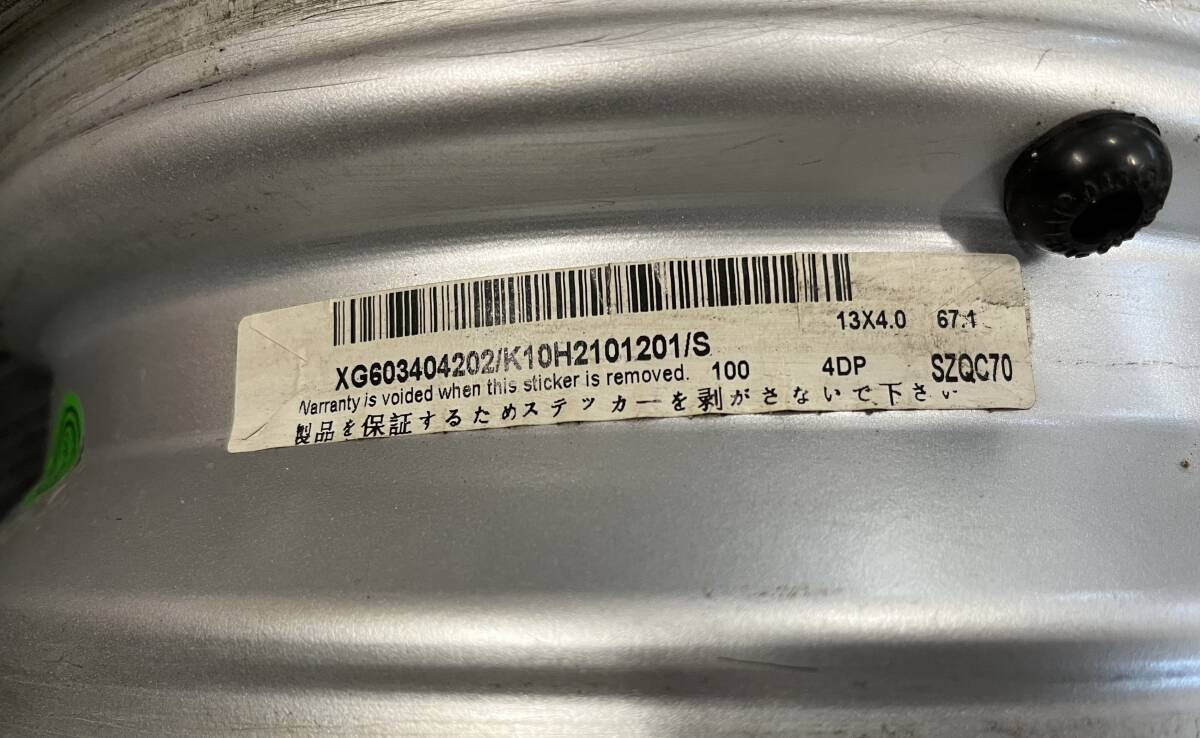 13X4.0 67.1
XG603404202/K10H2101201/S
Warranty is voided when this sticker is removed. 100 4DP SZQC70
製品を保証するためステッカーを剥がさないで下さい